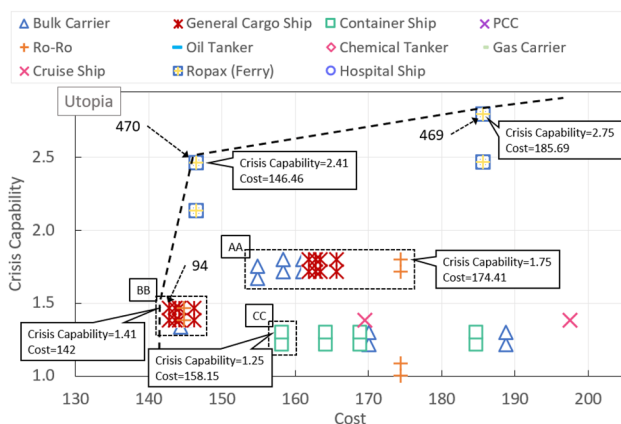 Bulk Carrier General Cargo Ship Container Ship PCC
Ro-Ro Oil Tanker Chemical Tanker Gas Carrier
Cruise Ship Ropax (Ferry) Hospital Ship
Utopia
470
469
Crisis Capability=2.75
Cost=185.69
Crisis Capability=2.41
Cost=146.46
2.5
2.0
1.5
1.0
Crisis Capability
AA
94
Crisis Capability=1.75
Cost=174.41
BB
CC
Crisis Capability=1.41
Cost=142
Crisis Capability=1.25
Cost=158.15
130 140 150 160 170 180 190 200
Cost